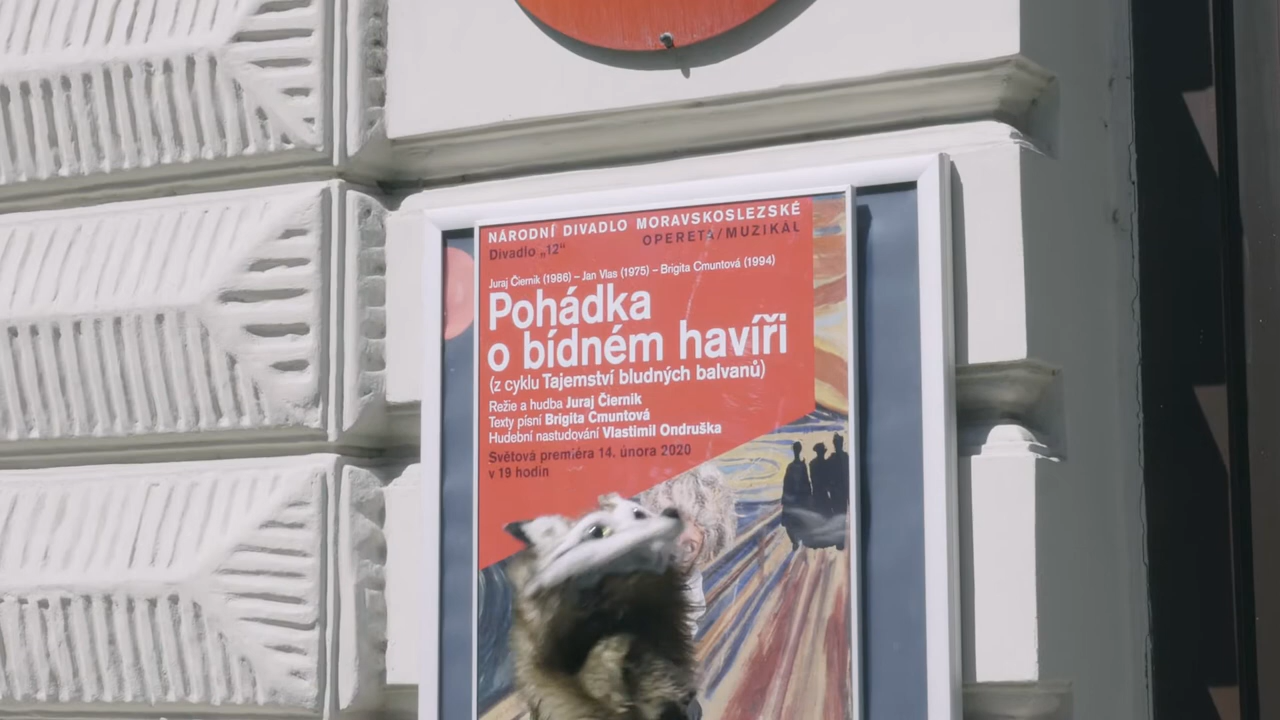 NÁRODNÍ DIVADLO MORAVSKOSLEZSKÉ
Divadlo „12“ OPERETA/MUZIKÁL
Juraj Čiernik (1986) – Jan Vlas (1975) – Brigita Cmuntová (1994)
Pohádka
o bídném havíři
(z cyklu Tajemství bludných balvanů)
Režie a hudba Juraj Čiernik
Texty písní Brigita Cmuntová
Hudební nastudování Vlastimil Ondruška
Světová premiéra 14. února 2020
v 19 hodin